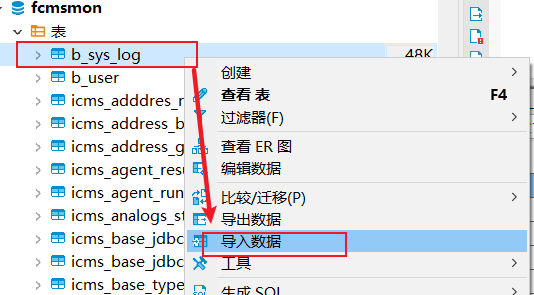 fcmsmon
表
b_sys_log
48K
b_user
icms_adddres_r
icms_address_b
icms_address_g
icms_agent_resu
icms_agent_run
icms_analogs_st
icms_base_jdbc
icms_base_jdbc
icms_base_type
创建
查看 表 F4
过滤器(F)
查看 ER 图
编辑数据
比较/迁移(P)
导出数据
导入数据
工具
生成 SQL